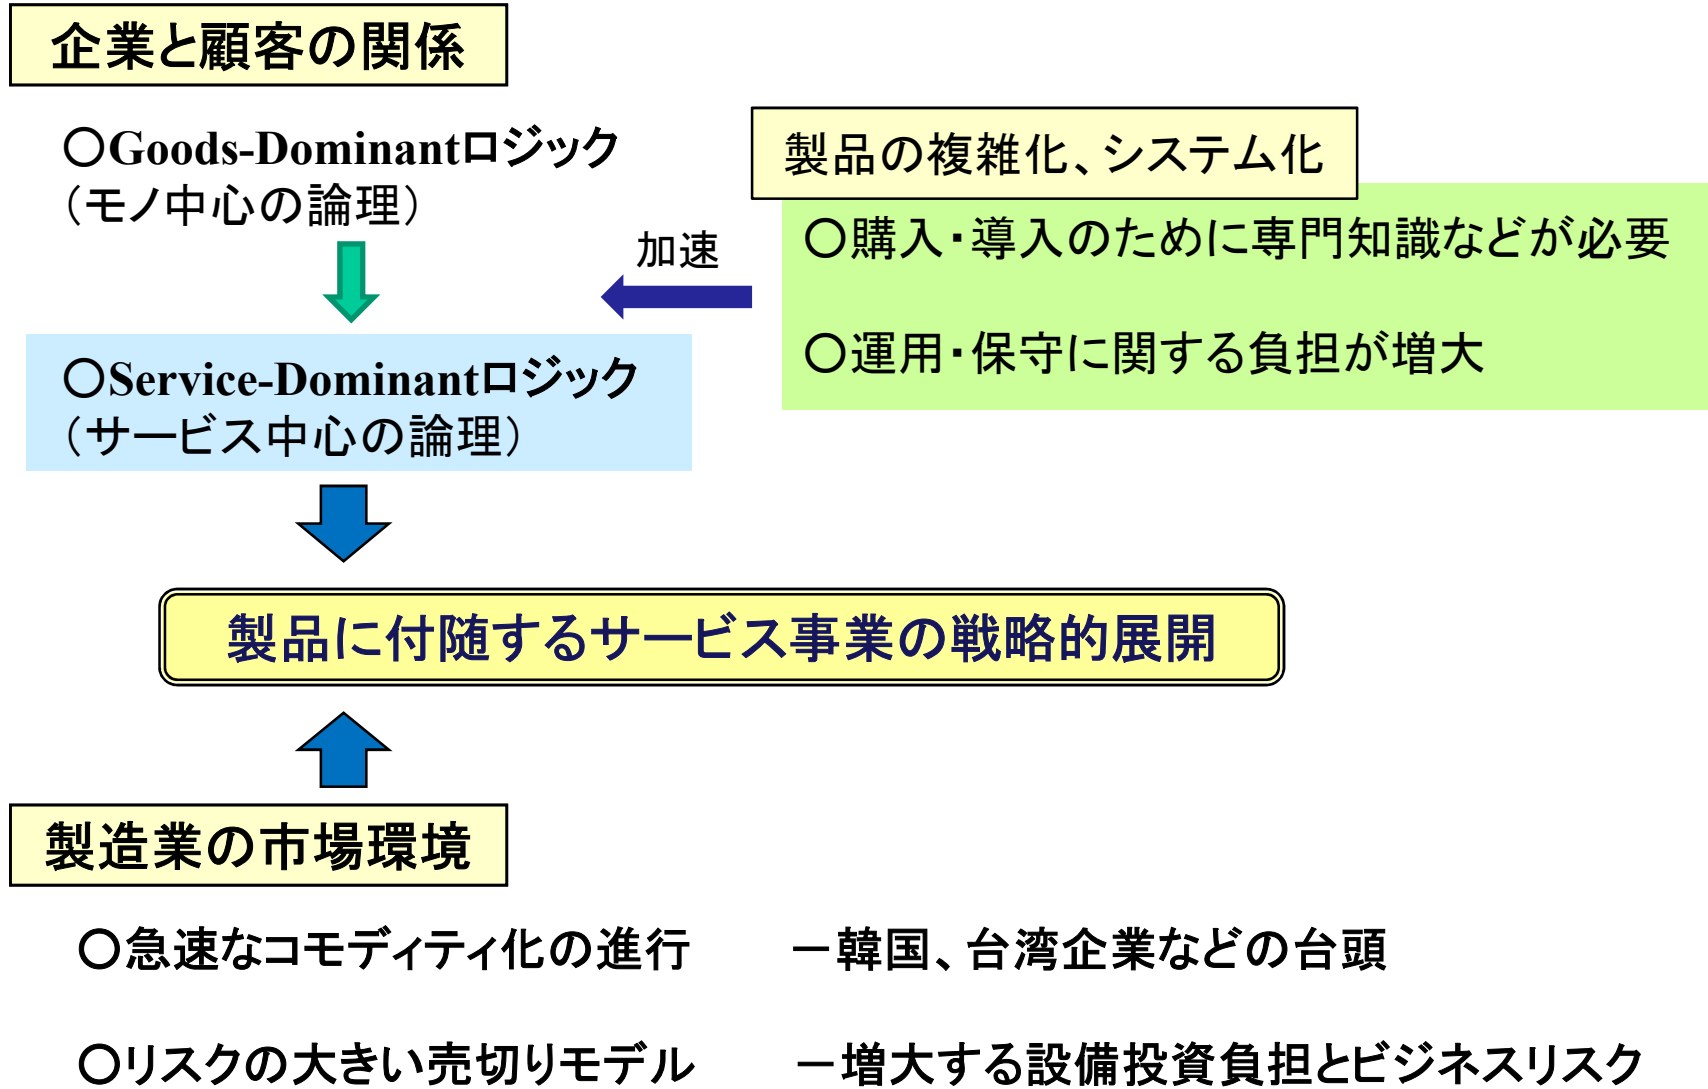 企業と顧客の関係
○Goods-Dominantロジック
（モノ中心の論理）
加速
製品の複雑化、システム化
○購入・導入のために専門知識などが必要
○運用・保守に関する負担が増大
○Service-Dominantロジック
（サービス中心の論理）
製品に付随するサービス事業の戦略的展開
製造業の市場環境
○急速なコモディティ化の進行　－韓国、台湾企業などの台頭
○リスクの大きい売切りモデル　－増大する設備投資負担とビジネスリスク